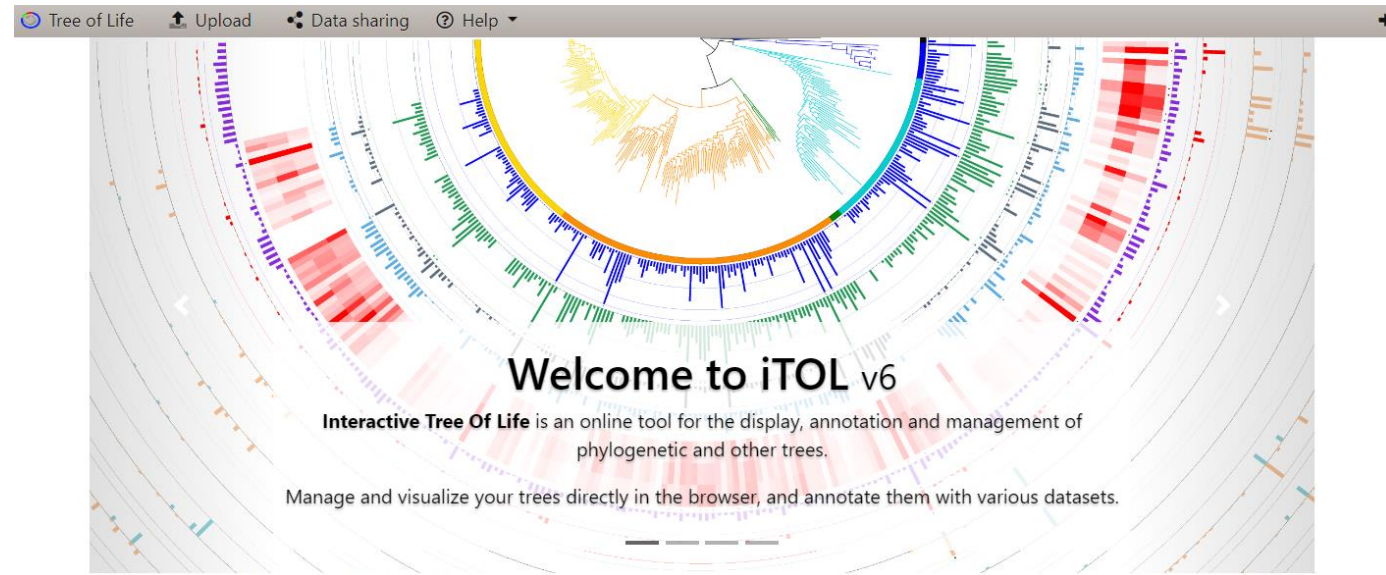 Tree of Life Upload Data sharing Help
Welcome to iTOL v6
Interactive Tree Of Life is an online tool for the display, annotation and management of
phylogenetic and other trees.
Manage and visualize your trees directly in the browser, and annotate them with various datasets.